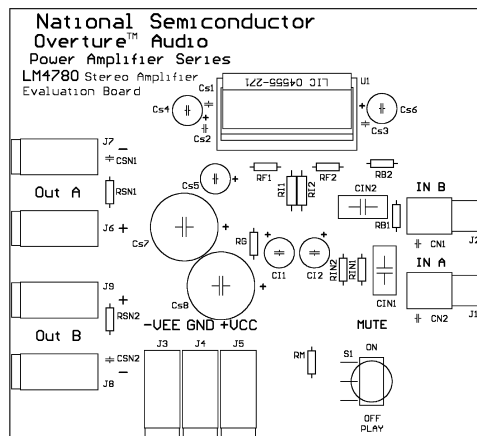 National Semiconductor
Overture™ Audio
Power Amplifier Series
LM4780 Stereo Amplifier
Evaluation Board
LIC 04555-271
U1
Cs1
Cs4
Cs2
Cs6
Cs3
J7
-
CSN1
Out A
RSN1
J6
+
Cs5
RF1
RF2
RB2
RI1
RI2
CIN2
IN B
RB1
CN1
J2
Cs7
RG
CI1
CI2
RIN2
RIN1
IN A
CIN1
CN2
J1
Cs8
J9
+
RSN2
Out B
CSN2
J8
-
-VEE GND +VCC
J3
J4
J5
MUTE
RM
S1
ON
OFF
PLAY